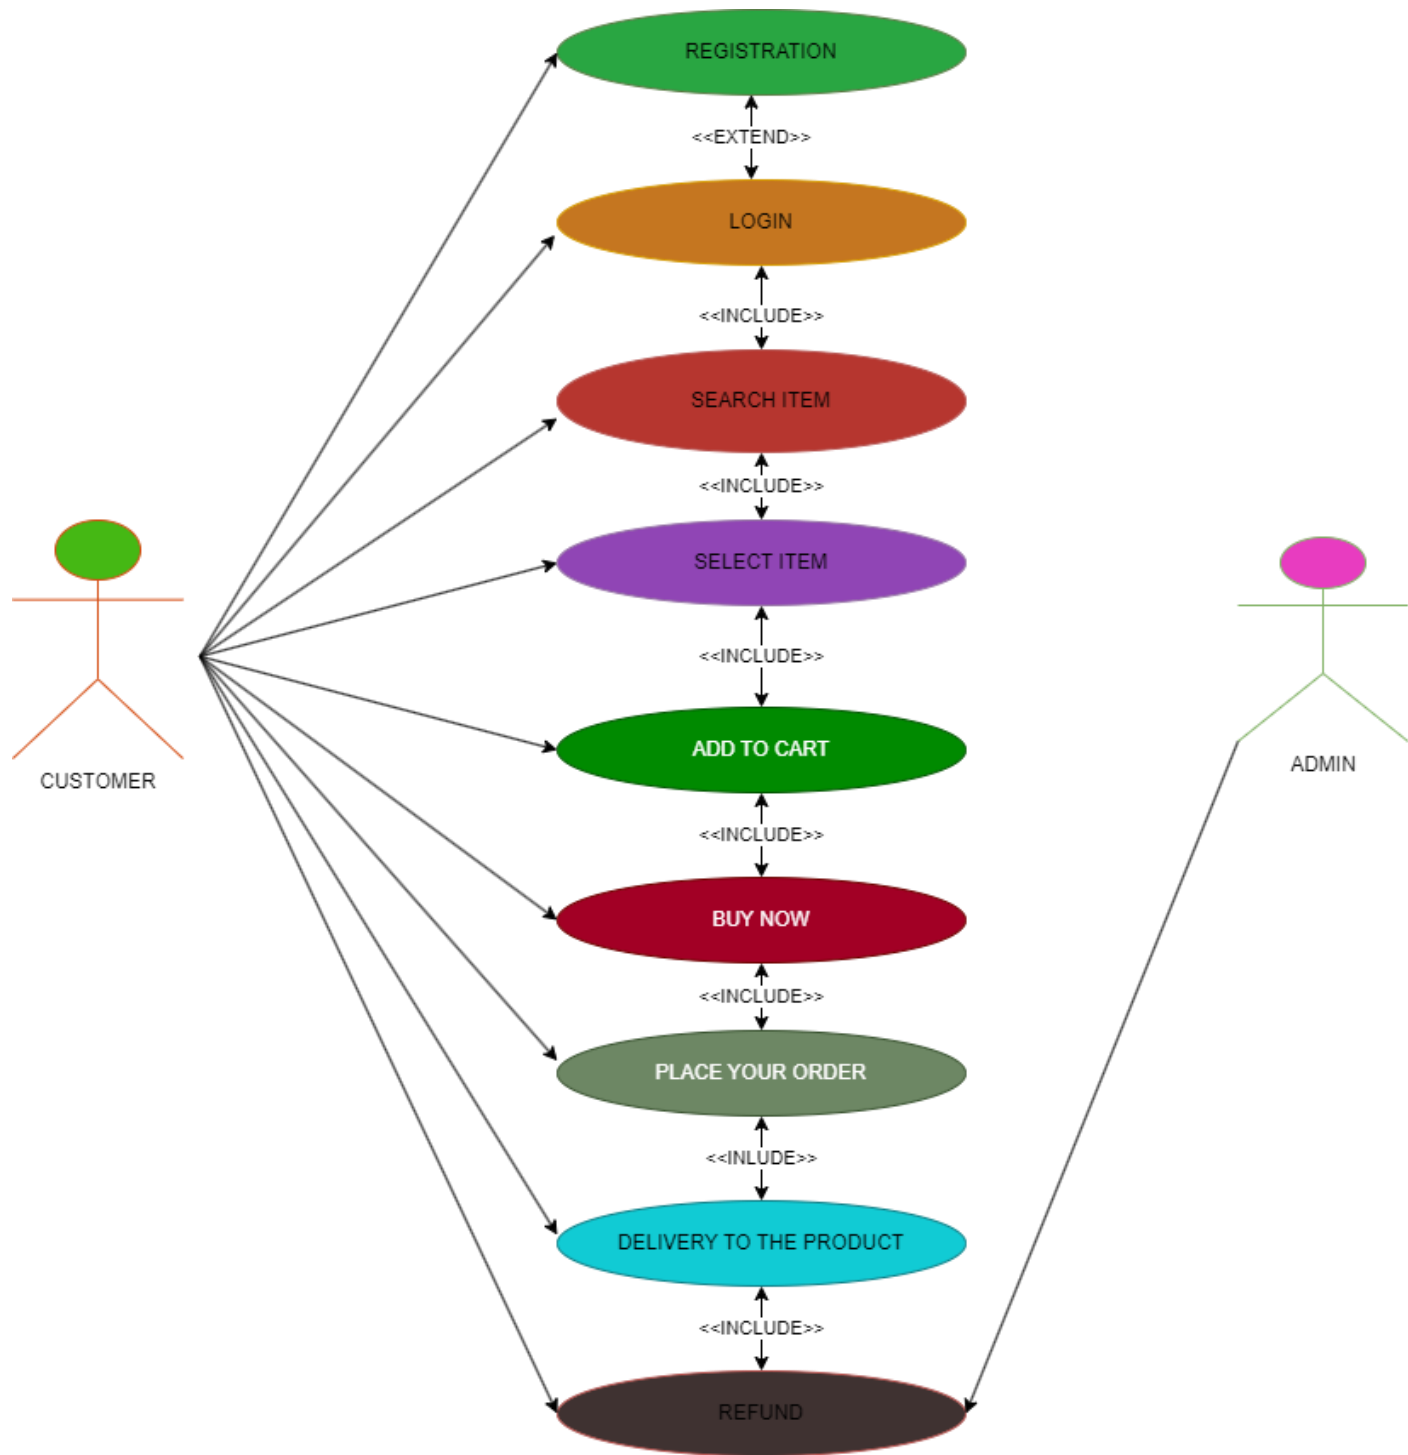 REGISTRATION
<<EXTEND>>
LOGIN
<<INCLUDE>>
SEARCH ITEM
<<INCLUDE>>
SELECT ITEM
<<INCLUDE>>
ADD TO CART
CUSTOMER
ADMIN
<<INCLUDE>>
BUY NOW
<<INCLUDE>>
PLACE YOUR ORDER
<<INLUDE>>
DELIVERY TO THE PRODUCT
<<INCLUDE>>
REFUND